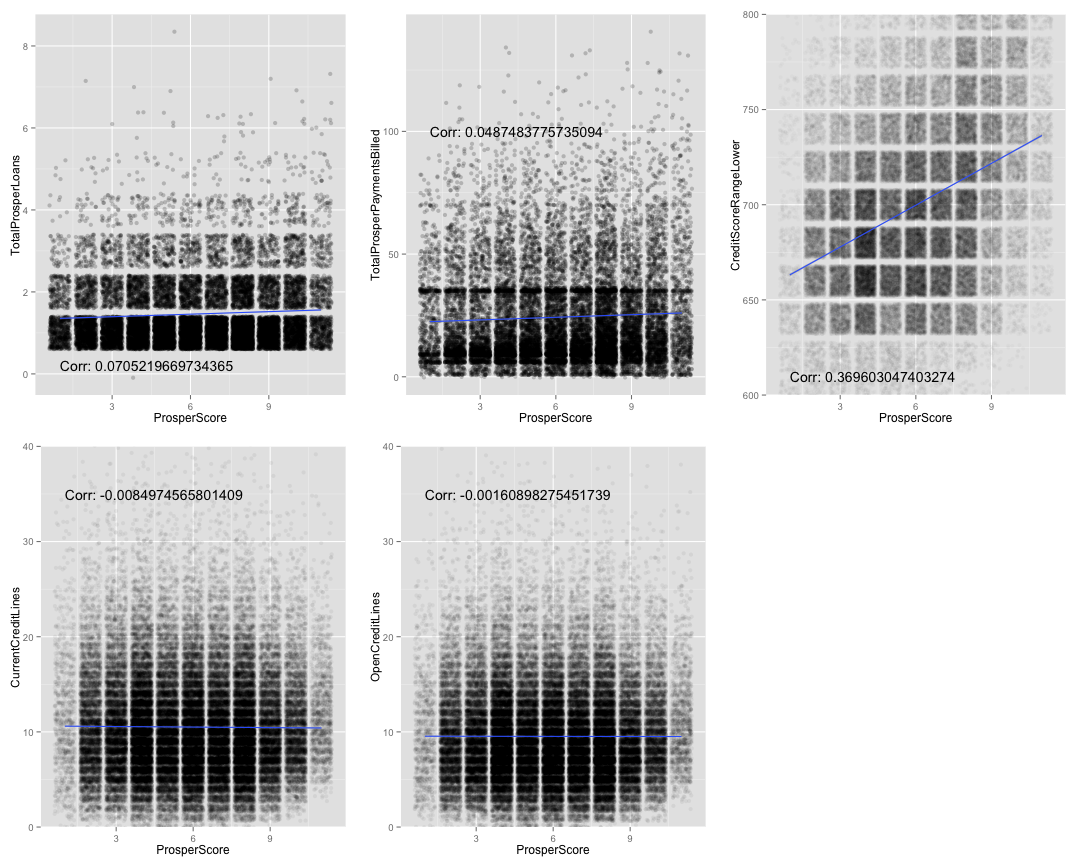 TotalProsperLoans
8
6
4
2
0
Corr: 0.0705219669734365
3
6
9
ProsperScore
TotalProsperPaymentsBilled
100
50
0
Corr: 0.0487483775735094
3
6
9
ProsperScore
CreditScoreRangeLower
800
750
700
650
600
Corr: 0.369603047403274
3
6
9
ProsperScore
CurrentCreditLines
40
30
20
10
0
Corr: -0.0084974565801409
3
6
9
ProsperScore
OpenCreditLines
40
30
20
10
0
Corr: -0.00160898275451739
3
6
9
ProsperScore